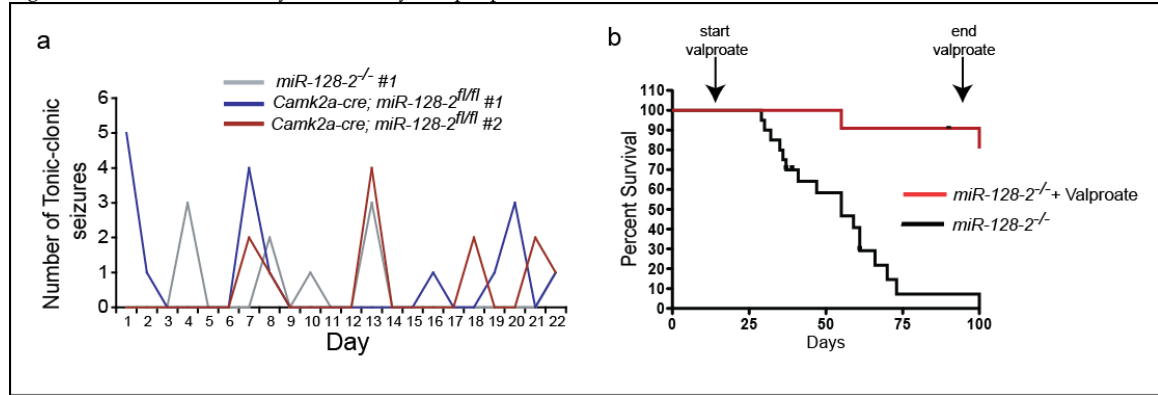 a
miR-128-2-/- #1
Camk2a-cre; miR-128-2fl/fl #1
Camk2a-cre; miR-128-2fl/fl #2
Number of Tonic-clonic
seizures
6
5
4
3
2
1
0
1 2 3 4 5 6 7 8 9 10 11 12 13 14 15 16 17 18 19 20 21 22
Day
b
start
valproate
end
valproate
Percent Survival
110
100
90
80
70
60
50
40
30
20
10
0
miR-128-2-/-+ Valproate
miR-128-2-/-
0 25 50 75 100
Days